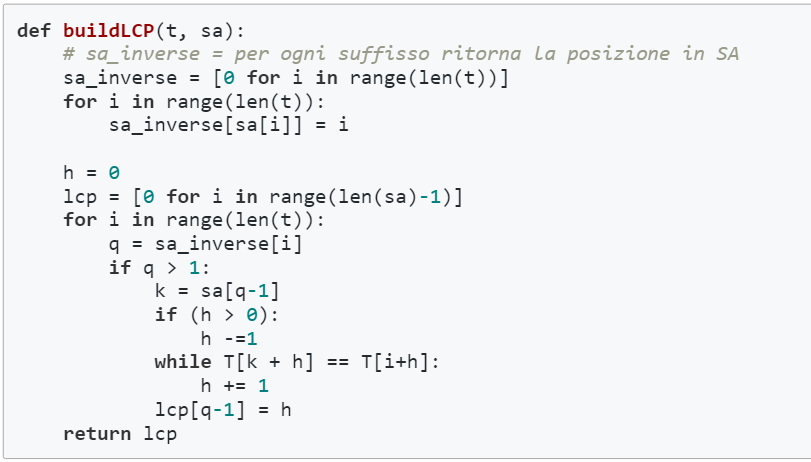 def buildLCP(t, sa):
    # sa_inverse = per ogni suffisso ritorna la posizione in SA
    sa_inverse = [0 for i in range(len(t))]
    for i in range(len(t)):
        sa_inverse[sa[i]] = i

    h = 0
    lcp = [0 for i in range(len(sa)-1)]
    for i in range(len(t)):
        q = sa_inverse[i]
        if q > 1:
            k = sa[q-1]
            if (h > 0):
                h -=1
            while T[k + h] == T[i+h]:
                h += 1
            lcp[q-1] = h
    return lcp